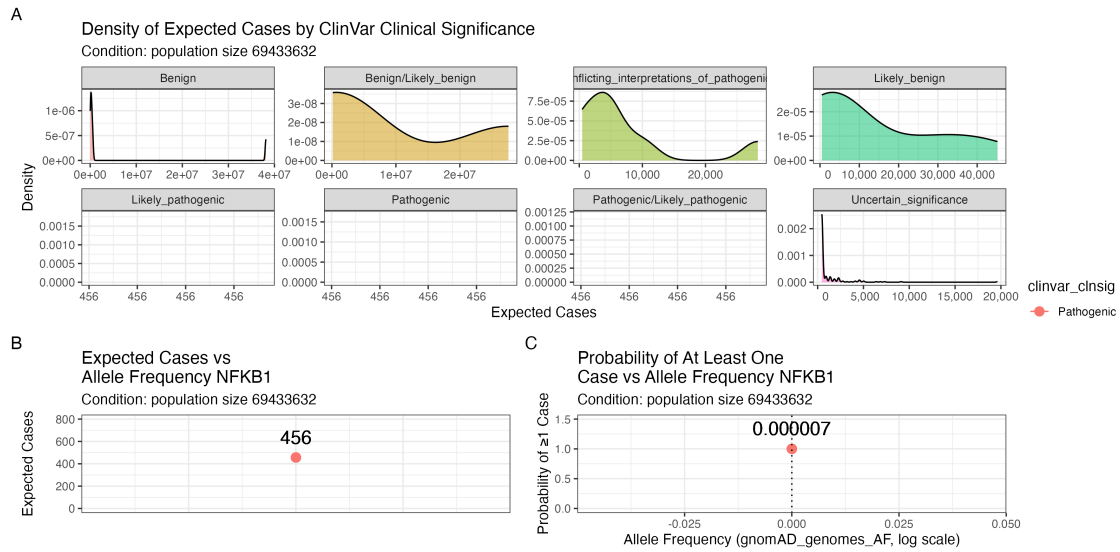 A
Density of Expected Cases by ClinVar Clinical Significance
Condition: population size 69433632
Benign
Benign/Likely_benign
nflicting_interpretations_of_pathogenic
Likely_benign
1e-06
5e-07
0e+00
0e+00 1e+07 2e+07 3e+07 4e+07
3e-08
2e-08
1e-08
0e+00
0e+00 1e+07 2e+07
7.5e-05
5.0e-05
2.5e-05
0.0e+00
0 10,000 20,000
2e-05
1e-05
0e+00
0 10,000 20,000 30,000 40,000
Density
Likely_pathogenic
Pathogenic
Pathogenic/Likely_pathogenic
Uncertain_significance
0.0015
0.0010
0.0005
0.0000
456 456 456 456
0.0015
0.0010
0.0005
0.0000
456 456 456 456
0.00125
0.00100
0.00075
0.00050
0.00025
0.00000
456 456 456 456
0.002
0.001
0.000
0 5,000 10,000 15,000 20,000
Expected Cases
clinvar_clnsig
Pathogenic
B
Expected Cases vs
Allele Frequency NFKB1
Condition: population size 69433632
Expected Cases
800
600
400
200
0
456
C
Probability of At Least One
Case vs Allele Frequency NFKB1
Condition: population size 69433632
Probability of ≥1 Case
1.5
1.0
0.5
0.0
0.000007
-0.025 0.000 0.025 0.050
Allele Frequency (gnomAD_genomes_AF, log scale)